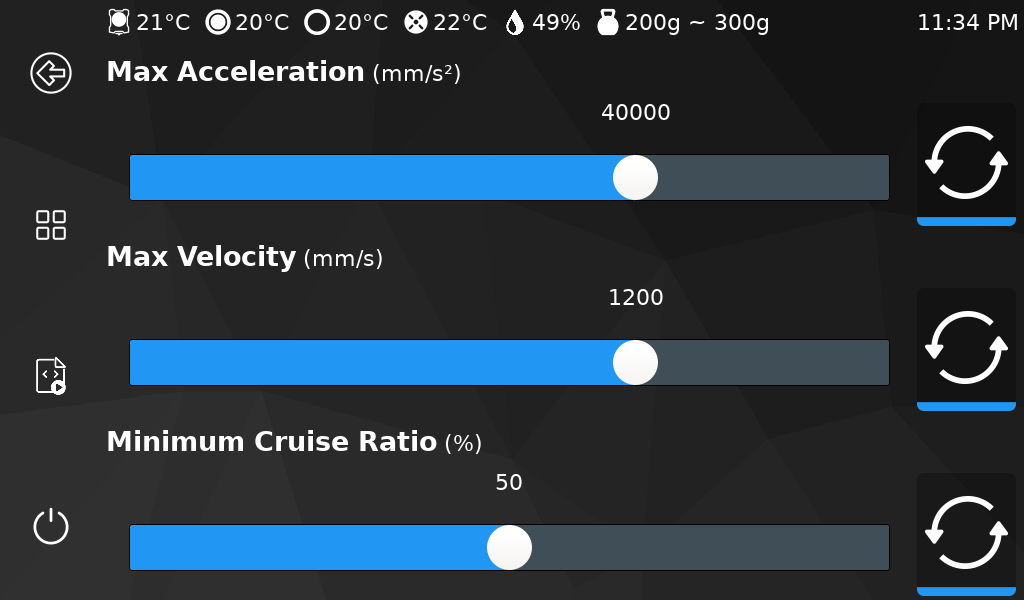 21°C 20°C 20°C 22°C 49% 200g ~ 300g 11:34 PM
Max Acceleration (mm/s²)
40000
Max Velocity (mm/s)
1200
Minimum Cruise Ratio (%)
50